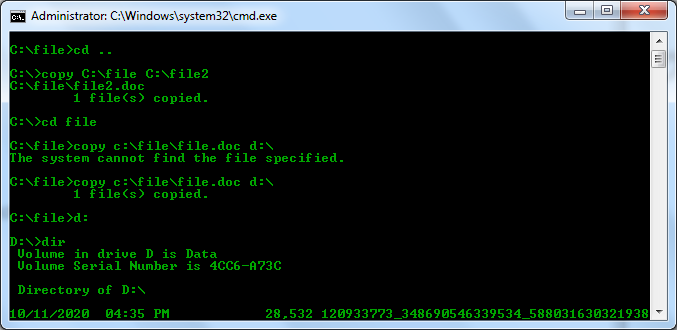 Administrator: C:\Windows\system32\cmd.exe
C:\file>cd ..
C:\>copy C:\file C:\file2
C:\file\file2.doc
        1 file(s) copied.
C:\>cd file
C:\file>copy c:\file\file.doc d:\
The system cannot find the file specified.
C:\file>copy c:\file\file.doc d:\
        1 file(s) copied.
C:\file>d:
D:\>dir
 Volume in drive D is Data
 Volume Serial Number is 4CC6-A73C
 Directory of D:\
10/11/2020  04:35 PM            28,532 120933773_348690546339534_588031630321938